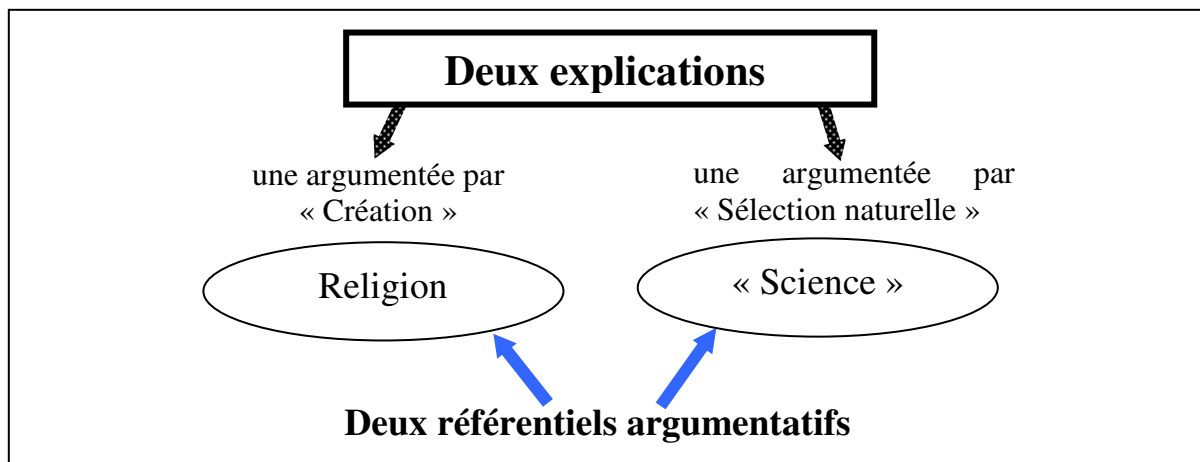 Deux explications
une argumentée par
« Création »
une argumentée par
« Sélection naturelle »
Religion
« Science »
Deux référentiels argumentatifs